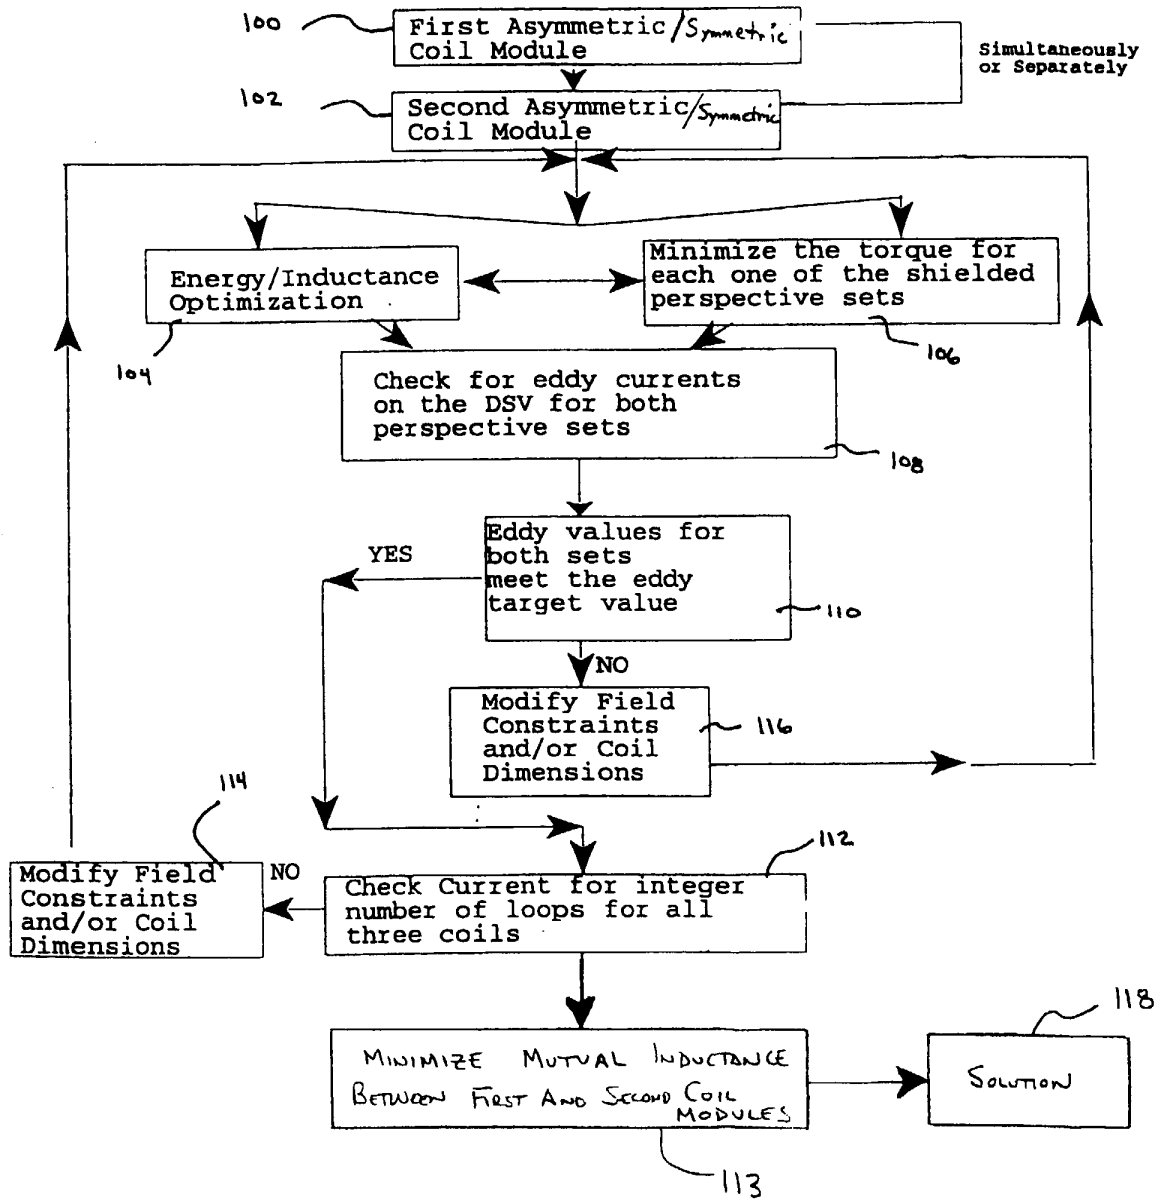 100
First Asymmetric/Symmetric
Coil Module
Simultaneously
or Separately
102
Second Asymmetric/Symmetric
Coil Module
Energy/Inductance
Optimization
104
Minimize the torque for
each one of the shielded
perspective sets
106
Check for eddy currents
on the DSV for both
perspective sets
108
Eddy values for
both sets
meet the eddy
target value
110
YES
NO
Modify Field
Constraints
and/or Coil
Dimensions
116
114
Modify Field
Constraints
and/or Coil
Dimensions
NO
112
Check Current for integer
number of loops for all
three coils
MINIMIZE MUTUAL INDUCTANCE
BETWEEN FIRST AND SECOND COIL
MODULES
113
118
SOLUTION